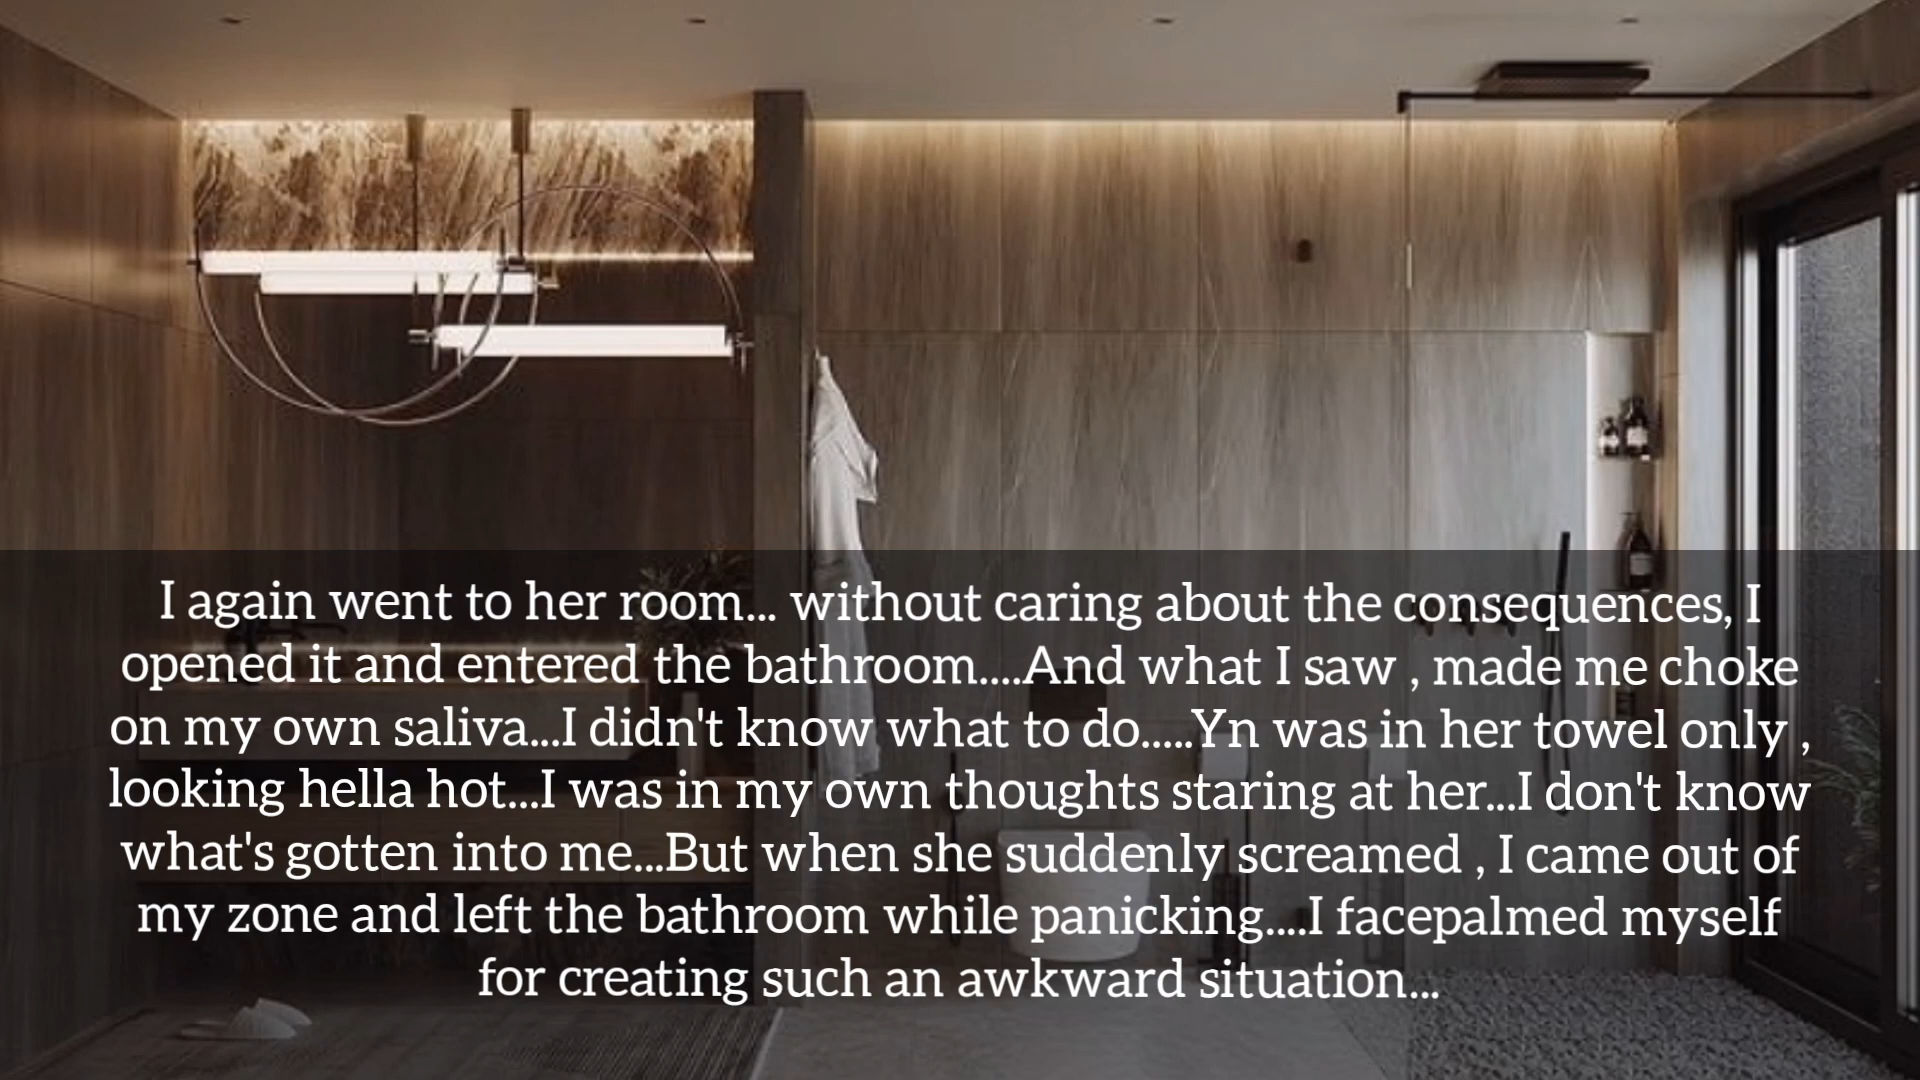 I again went to her room... without caring about the consequences, I
opened it and entered the bathroom....And what I saw , made me choke
on my own saliva...I didn't know what to do.....Yn was in her towel only ,
looking hella hot...I was in my own thoughts staring at her...I don't know
what's gotten into me...But when she suddenly screamed , I came out of
my zone and left the bathroom while panicking....I facepalmed myself
for creating such an awkward situation...